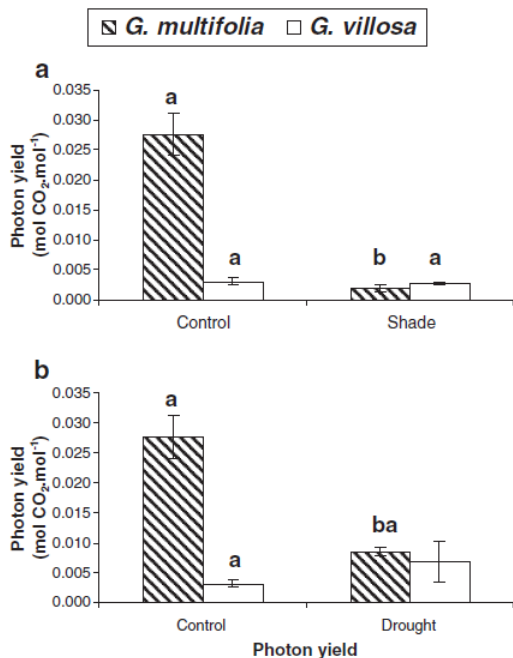 G. multifolia G. villosa
a
Photon yield
(mol CO₂.mol⁻¹)
0.035
0.030
0.025
0.020
0.015
0.010
0.005
0.000
a
a
b
a
Control Shade
b
Photon yield
(mol CO₂.mol⁻¹)
0.035
0.030
0.025
0.020
0.015
0.010
0.005
0.000
a
a
ba
Control Drought
Photon yield